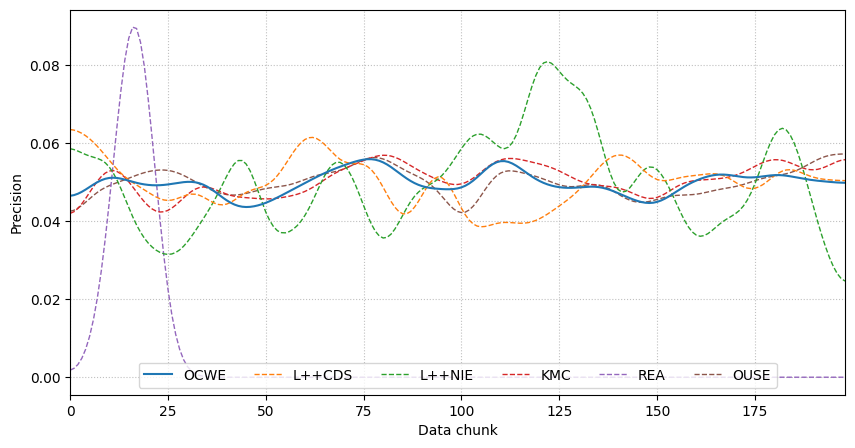 0.08
0.06
0.04
0.02
0.00
Precision
OCWE L++CDS L++NIE KMC REA OUSE
0 25 50 75 100 125 150 175
Data chunk